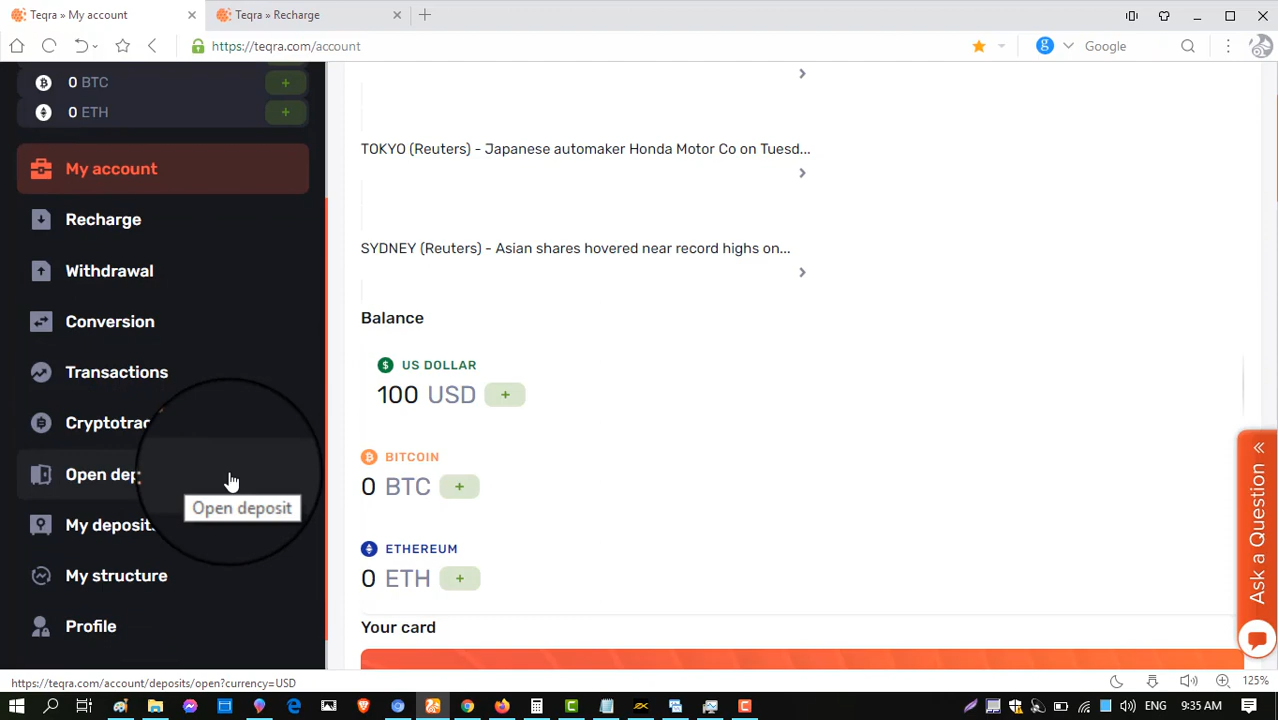 Teqra » My account
Teqra » Recharge
https://teqra.com/account
Google
0 BTC
0 ETH
My account
Recharge
Withdrawal
Conversion
Transactions
Cryptotrac
Open dep
Open deposit
My deposit
My structure
Profile
TOKYO (Reuters) - Japanese automaker Honda Motor Co on Tuesd...
SYDNEY (Reuters) - Asian shares hovered near record highs on...
Balance
US DOLLAR
100 USD +
BITCOIN
0 BTC +
ETHEREUM
0 ETH +
Your card
Ask a Question
https://teqra.com/account/deposits/open?currency=USD
125%
ENG
9:35 AM